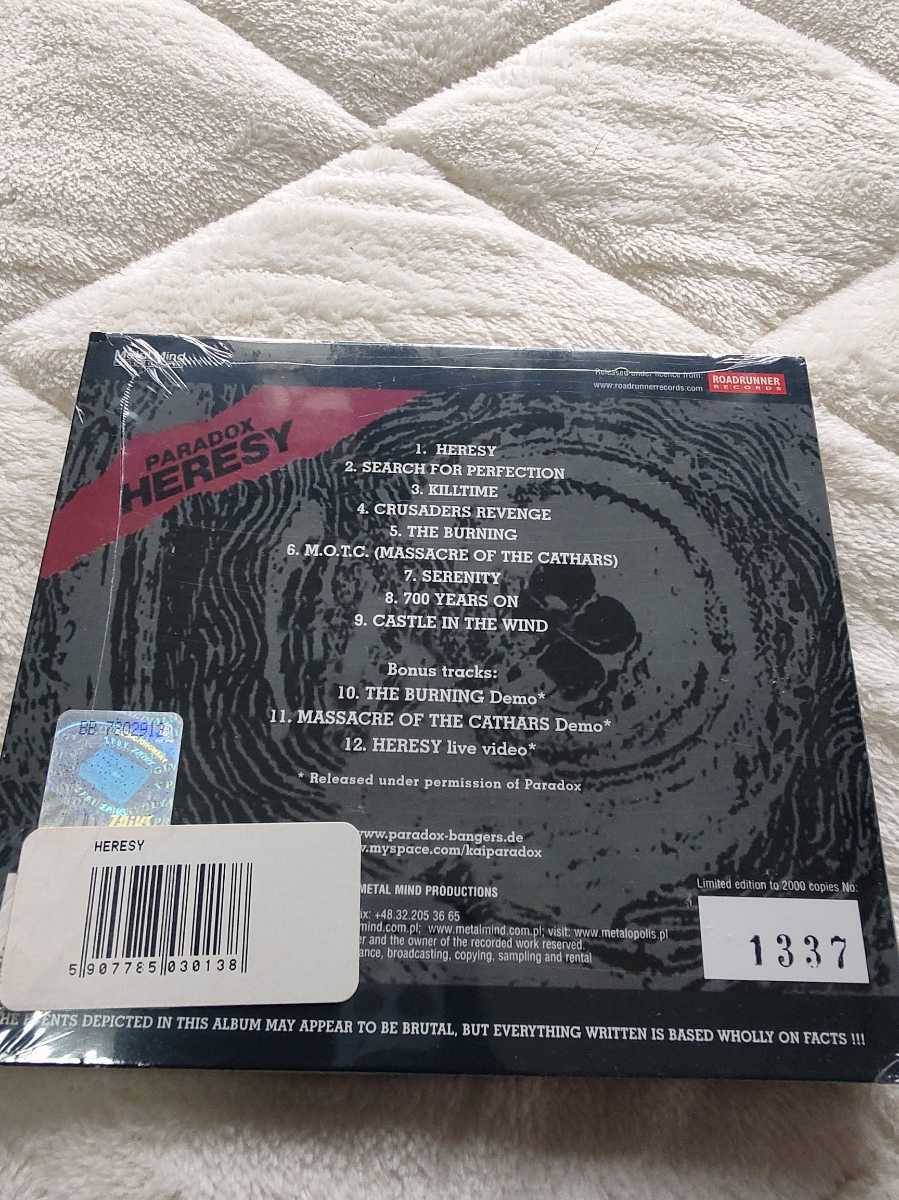 Metal Mind
Released under licence from:
www.roadrunnerrecords.com
ROADRUNNER
RECORDS
PARADOX
HERESY
1. HERESY
2. SEARCH FOR PERFECTION
3. KILLTIME
4. CRUSADERS REVENGE
5. THE BURNING
6. M.O.T.C. (MASSACRE OF THE CATHARS)
7. SERENITY
8. 700 YEARS ON
9. CASTLE IN THE WIND
Bonus tracks:
10. THE BURNING Demo*
11. MASSACRE OF THE CATHARS Demo*
12. HERESY live video*
* Released under permission of Paradox
www.paradox-bangers.de
w.myspace.com/kaiparadox
METAL MIND PRODUCTIONS
x: +48.32.205 36 65
lmind.com.pl; www.metalmind.com.pl; visit: www.metalopolis.pl
er and the owner of the recorded work reserved.
ance, broadcasting, copying, sampling and rental
ZAiKS
HERESY
5 907785 030138
Limited edition to 2000 copies No:
1337
HE EVENTS DEPICTED IN THIS ALBUM MAY APPEAR TO BE BRUTAL, BUT EVERYTHING WRITTEN IS BASED WHOLLY ON FACTS !!!